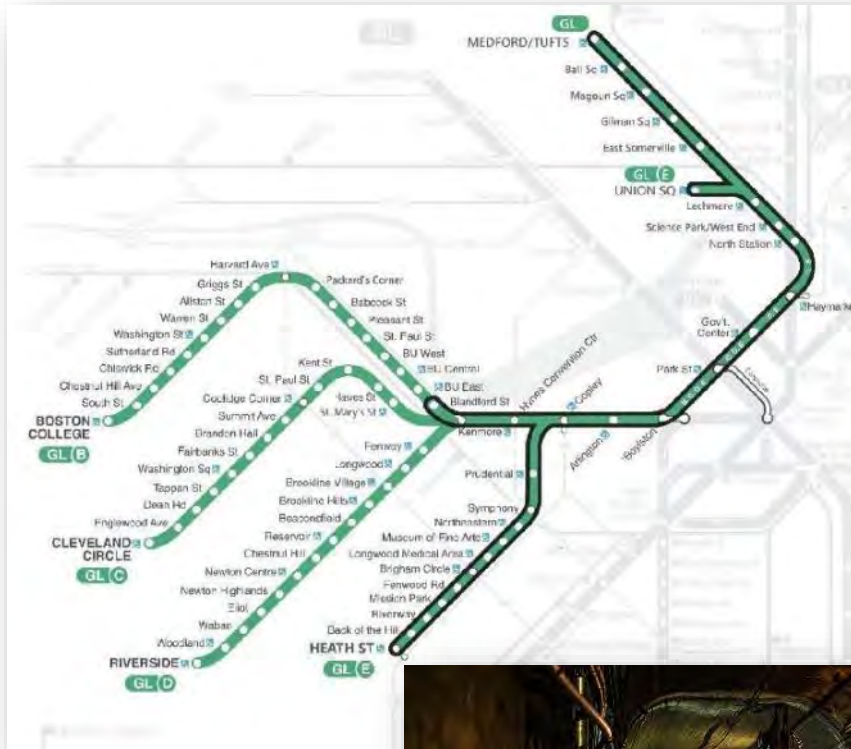 GL
MEDFORD/TUFTS
Ball Sq
Magoun Sq
Gilman Sq
East Somerville
GL E
UNION SQ
Lechmere
Science Park/West End
North Station
Hayma
Gov't.
Center
Park St
Boylston
Arlington
Copley
Hynes Convention Ctr
Kenmore
Blandford St
BU East
BU Central
BU West
St. Paul St
Pleasant St
Babcock St
Packard's Corner
Harvard Ave
Griggs St
Allston St
Warren St
Washington St
Sutherland Rd
Chiswick Rd
Chestnut Hill Ave
South St
BOSTON
COLLEGE
GL B
Kent St
St. Paul St
Coolidge Corner
Hawes St
St. Mary's St
Summit Ave
Brandon Hall
Fairbanks St
Washington Sq
Tappan St
Dean Rd
Englewood Ave
CLEVELAND
CIRCLE
GL C
Fenway
Longwood
Brookline Village
Brookline Hills
Beaconsfield
Reservoir
Chestnut Hill
Newton Centre
Newton Highlands
Eliot
Waban
Woodland
RIVERSIDE
GL D
Prudential
Symphony
Northeastern
Museum of Fine Arts
Longwood Medical Area
Brigham Circle
Fenwood Rd
Mission Park
Riverway
Back of the Hill
HEATH ST
GL E